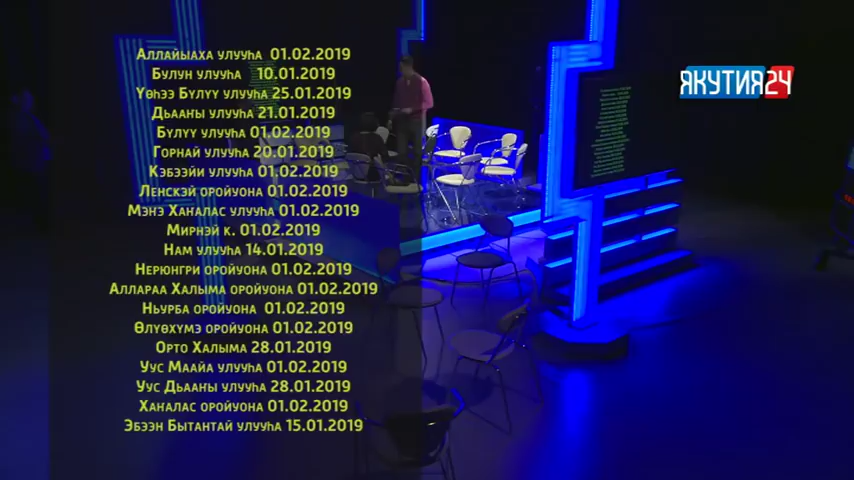 Аллайыаха улууһа 01.02.2019
Булун улууһа 10.01.2019
Үөһээ Бүлүү улууһа 25.01.2019
Дьааны улууһа 21.01.2019
Бүлүү улууһа 01.02.2019
Горнай улууһа 20.01.2019
Кэбээйи улууһа 01.02.2019
Ленскэй оройуона 01.02.2019
Мэнэ Ханалас улууһа 01.02.2019
Мирнэй к. 01.02.2019
Нам улууһа 14.01.2019
Нерюнгри оройуона 01.02.2019
Аллараа Халыма оройуона 01.02.2019
Ньурба оройуона 01.02.2019
Өлүөхүмэ оройуона 01.02.2019
Орто Халыма 28.01.2019
Уус Маайа улууһа 01.02.2019
Уус Дьааны улууһа 28.01.2019
Ханалас оройуона 01.02.2019
Эбээн Бытантай улууһа 15.01.2019
ЯКУТИЯ24